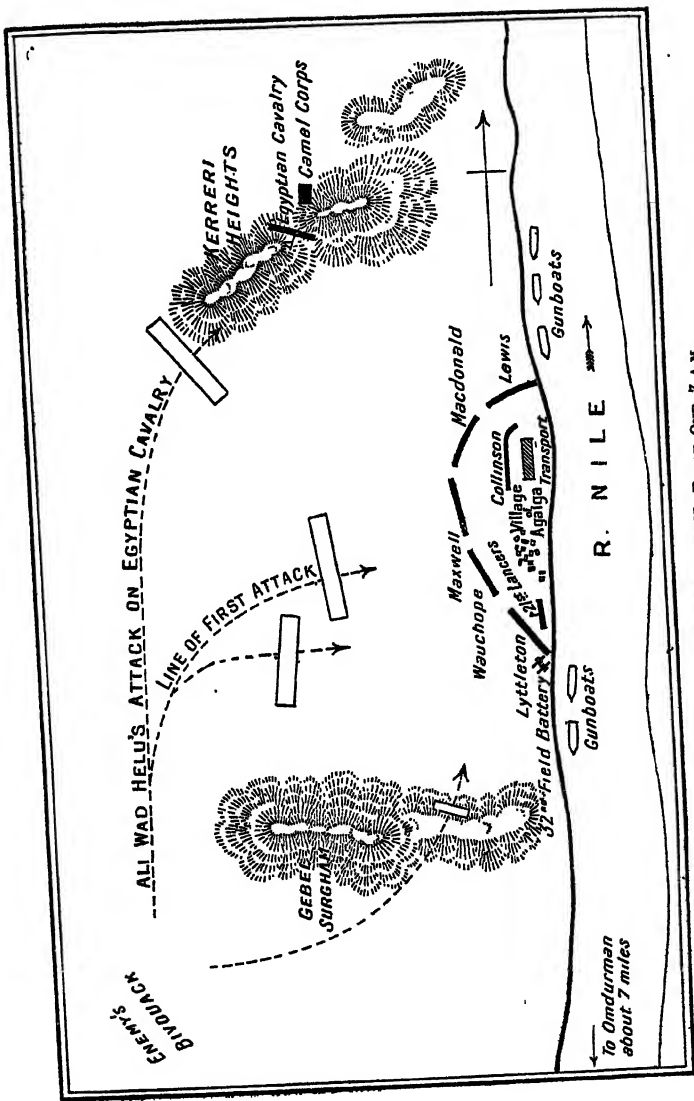 ENEMY'S
BIVOUACK
ALI WAD HELU'S ATTACK ON EGYPTIAN CAVALRY
LINE OF FIRST ATTACK
KERRERI
HEIGHTS
Egyptian Cavalry
Camel Corps
GEBEL
SURGHAM
Macdonald
Lewis
Maxwell
Wauchope
Lyttleton
32nd Field Battery
21st Lancers
Collinson
Village
Agaiga
Transport
Gunboats
Gunboats
R. NILE
To Omdurman
about 7 miles